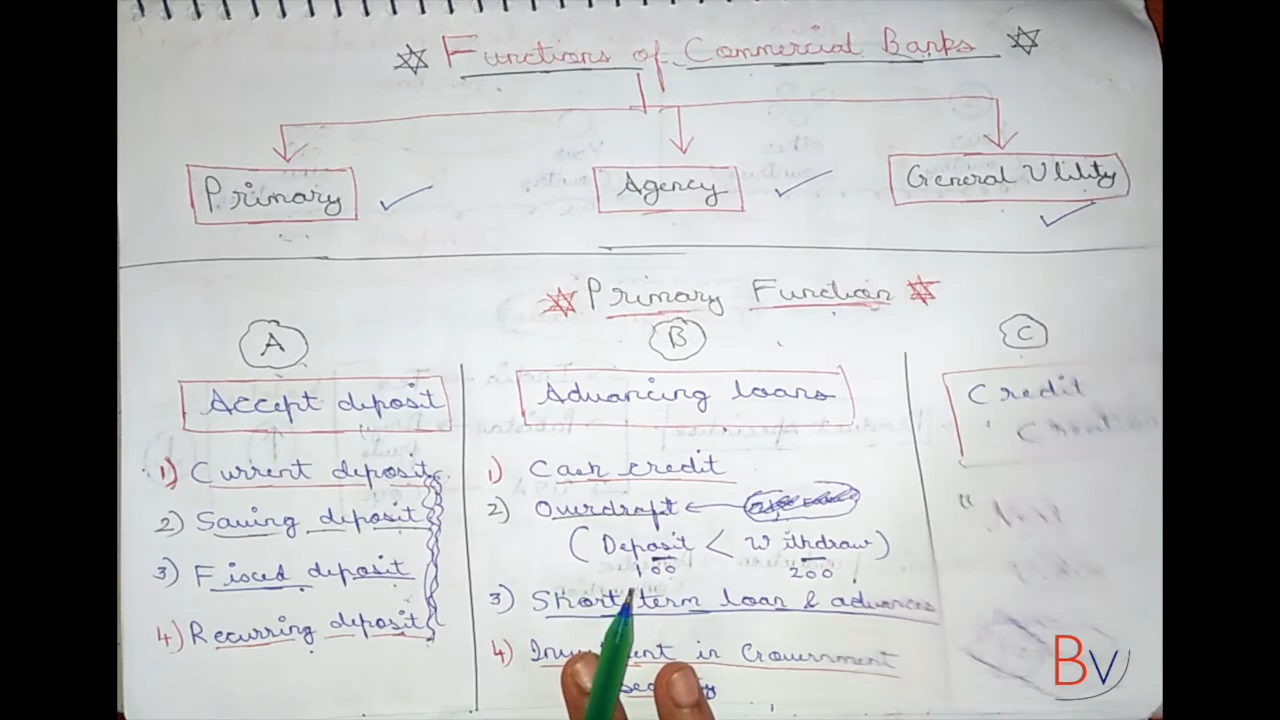 Functions of Commercial Banks
Primary
Agency
General Utility
Primary Function
A
Accept deposit
1) Current deposit
2) Saving deposit
3) Fixed deposit
4) Recurring deposit
B
Advancing loans
1) Cash credit
2) Overdraft
(Deposit < Withdraw)
100 200
3) Short term loan & advances
4) in Government
C
Credit
BV